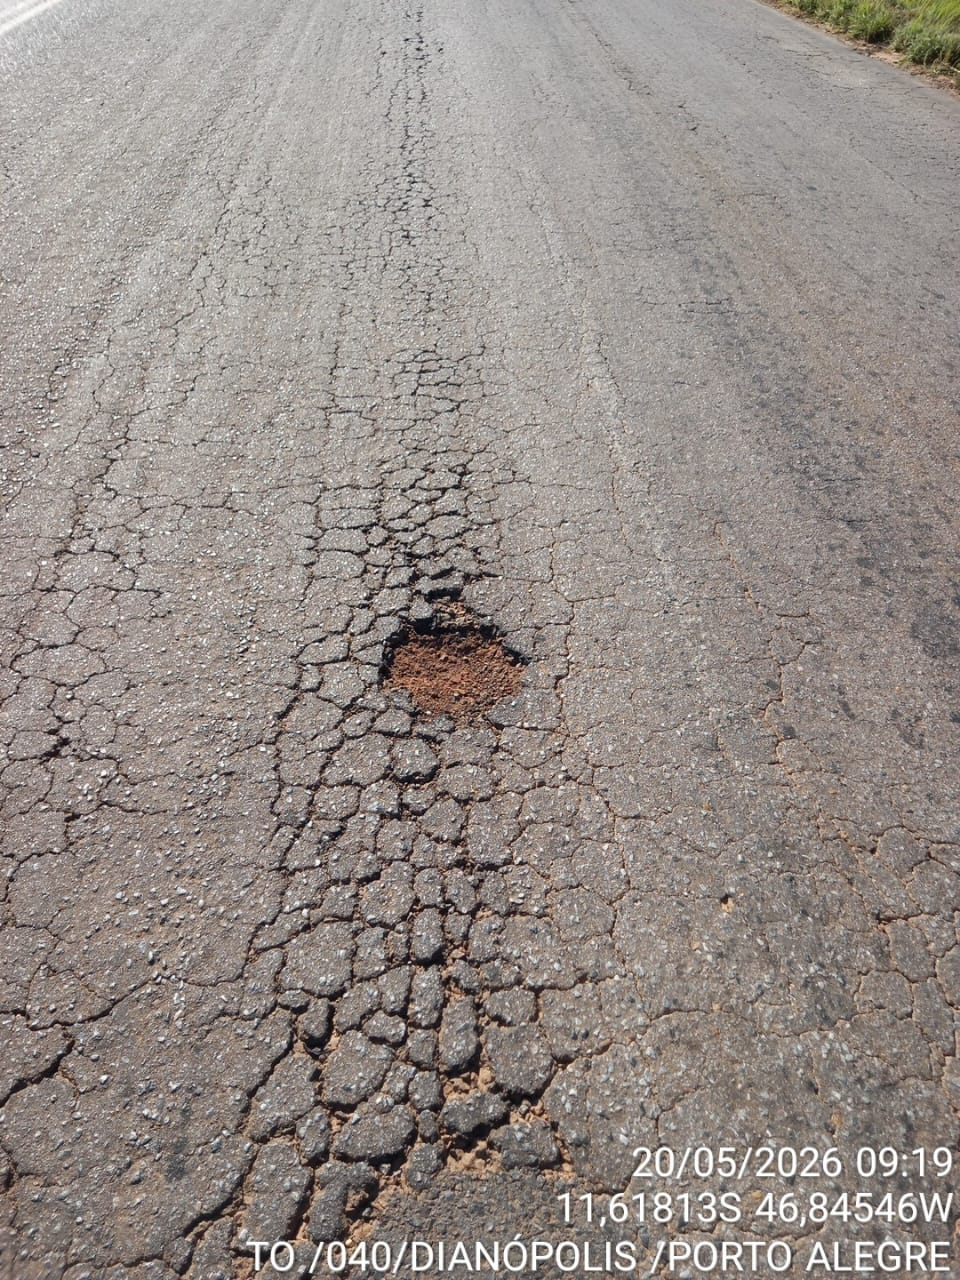 20/05/2026 09:19
11,61813S 46,84546W
TO /040/DIANÓPOLIS /PORTO ALEGRE